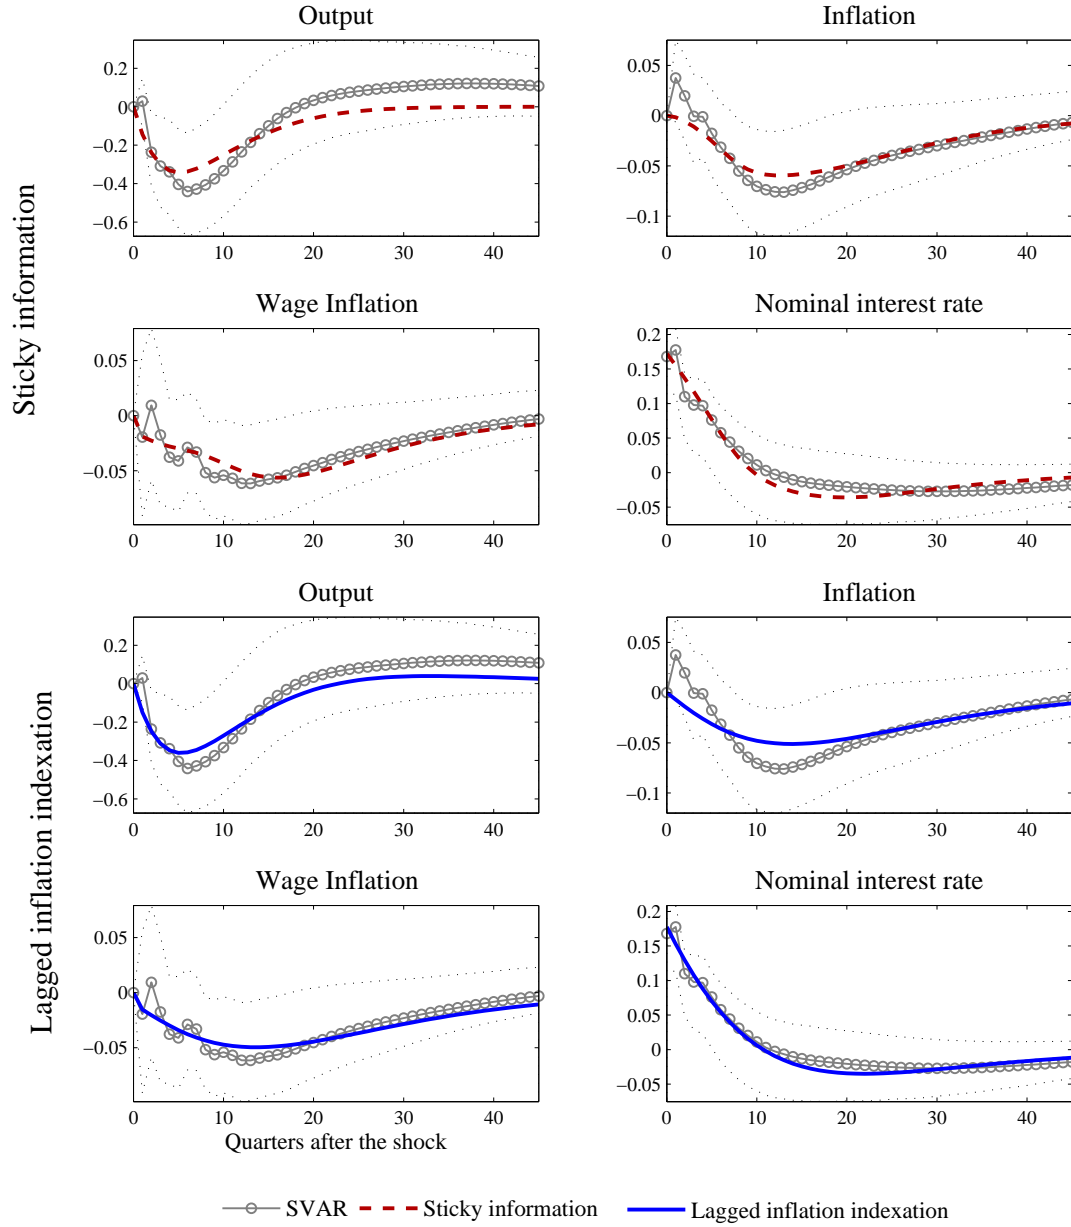 Output
Inflation
0.2
0
−0.2
−0.4
−0.6
0 10 20 30 40
0.05
0
−0.05
−0.1
0 10 20 30 40
Sticky information
Wage Inflation
Nominal interest rate
0.05
0
−0.05
0 10 20 30 40
0.2
0.15
0.1
0.05
0
−0.05
0 10 20 30 40
Output
Inflation
0.2
0
−0.2
−0.4
−0.6
0 10 20 30 40
0.05
0
−0.05
−0.1
0 10 20 30 40
Lagged inflation indexation
Wage Inflation
Nominal interest rate
0.05
0
−0.05
0 10 20 30 40
Quarters after the shock
0.2
0.15
0.1
0.05
0
−0.05
0 10 20 30 40
SVAR Sticky information Lagged inflation indexation